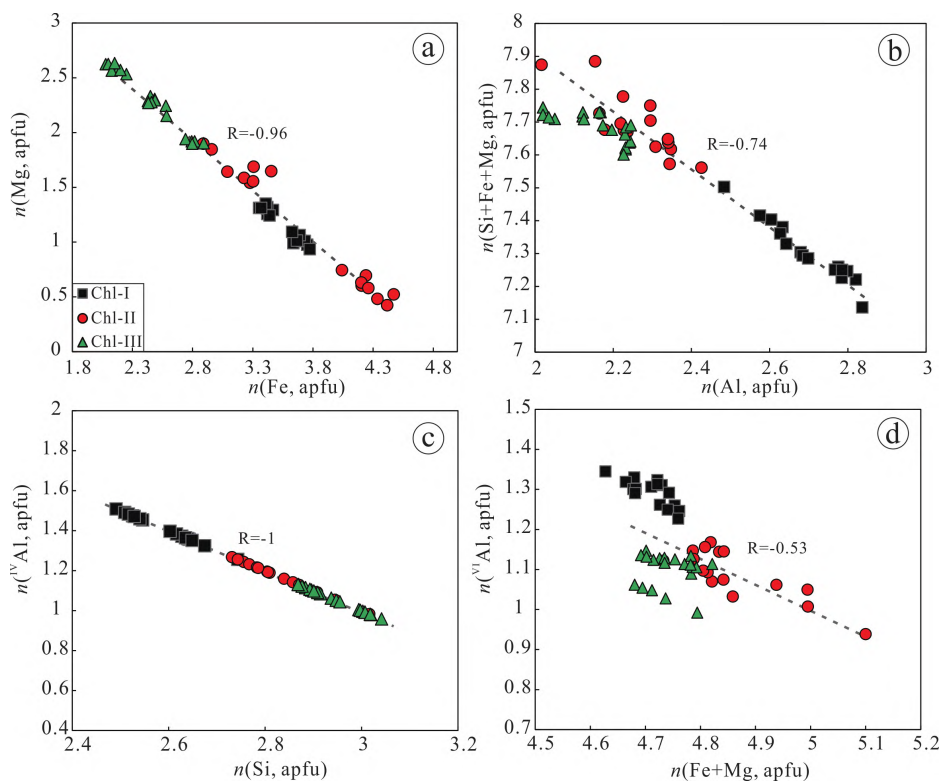 a
n(Mg, apfu)
3
2.5
2
1.5
1
0.5
0
R=-0.96
Chl-I
Chl-II
Chl-III
1.8 2.3 2.8 3.3 3.8 4.3 4.8
n(Fe, apfu)
b
n(Si+Fe+Mg, apfu)
8
7.9
7.8
7.7
7.6
7.5
7.4
7.3
7.2
7.1
7
R=-0.74
2 2.2 2.4 2.6 2.8 3
n(Al, apfu)
c
n(ᴵⱽAl, apfu)
2
1.8
1.6
1.4
1.2
1
0.8
0.6
0.4
R=-1
2.4 2.6 2.8 3 3.2
n(Si, apfu)
d
n(ⱽᴵAl, apfu)
1.5
1.4
1.3
1.2
1.1
1
0.9
0.8
0.7
R=-0.53
4.5 4.6 4.7 4.8 4.9 5 5.1 5.2
n(Fe+Mg, apfu)